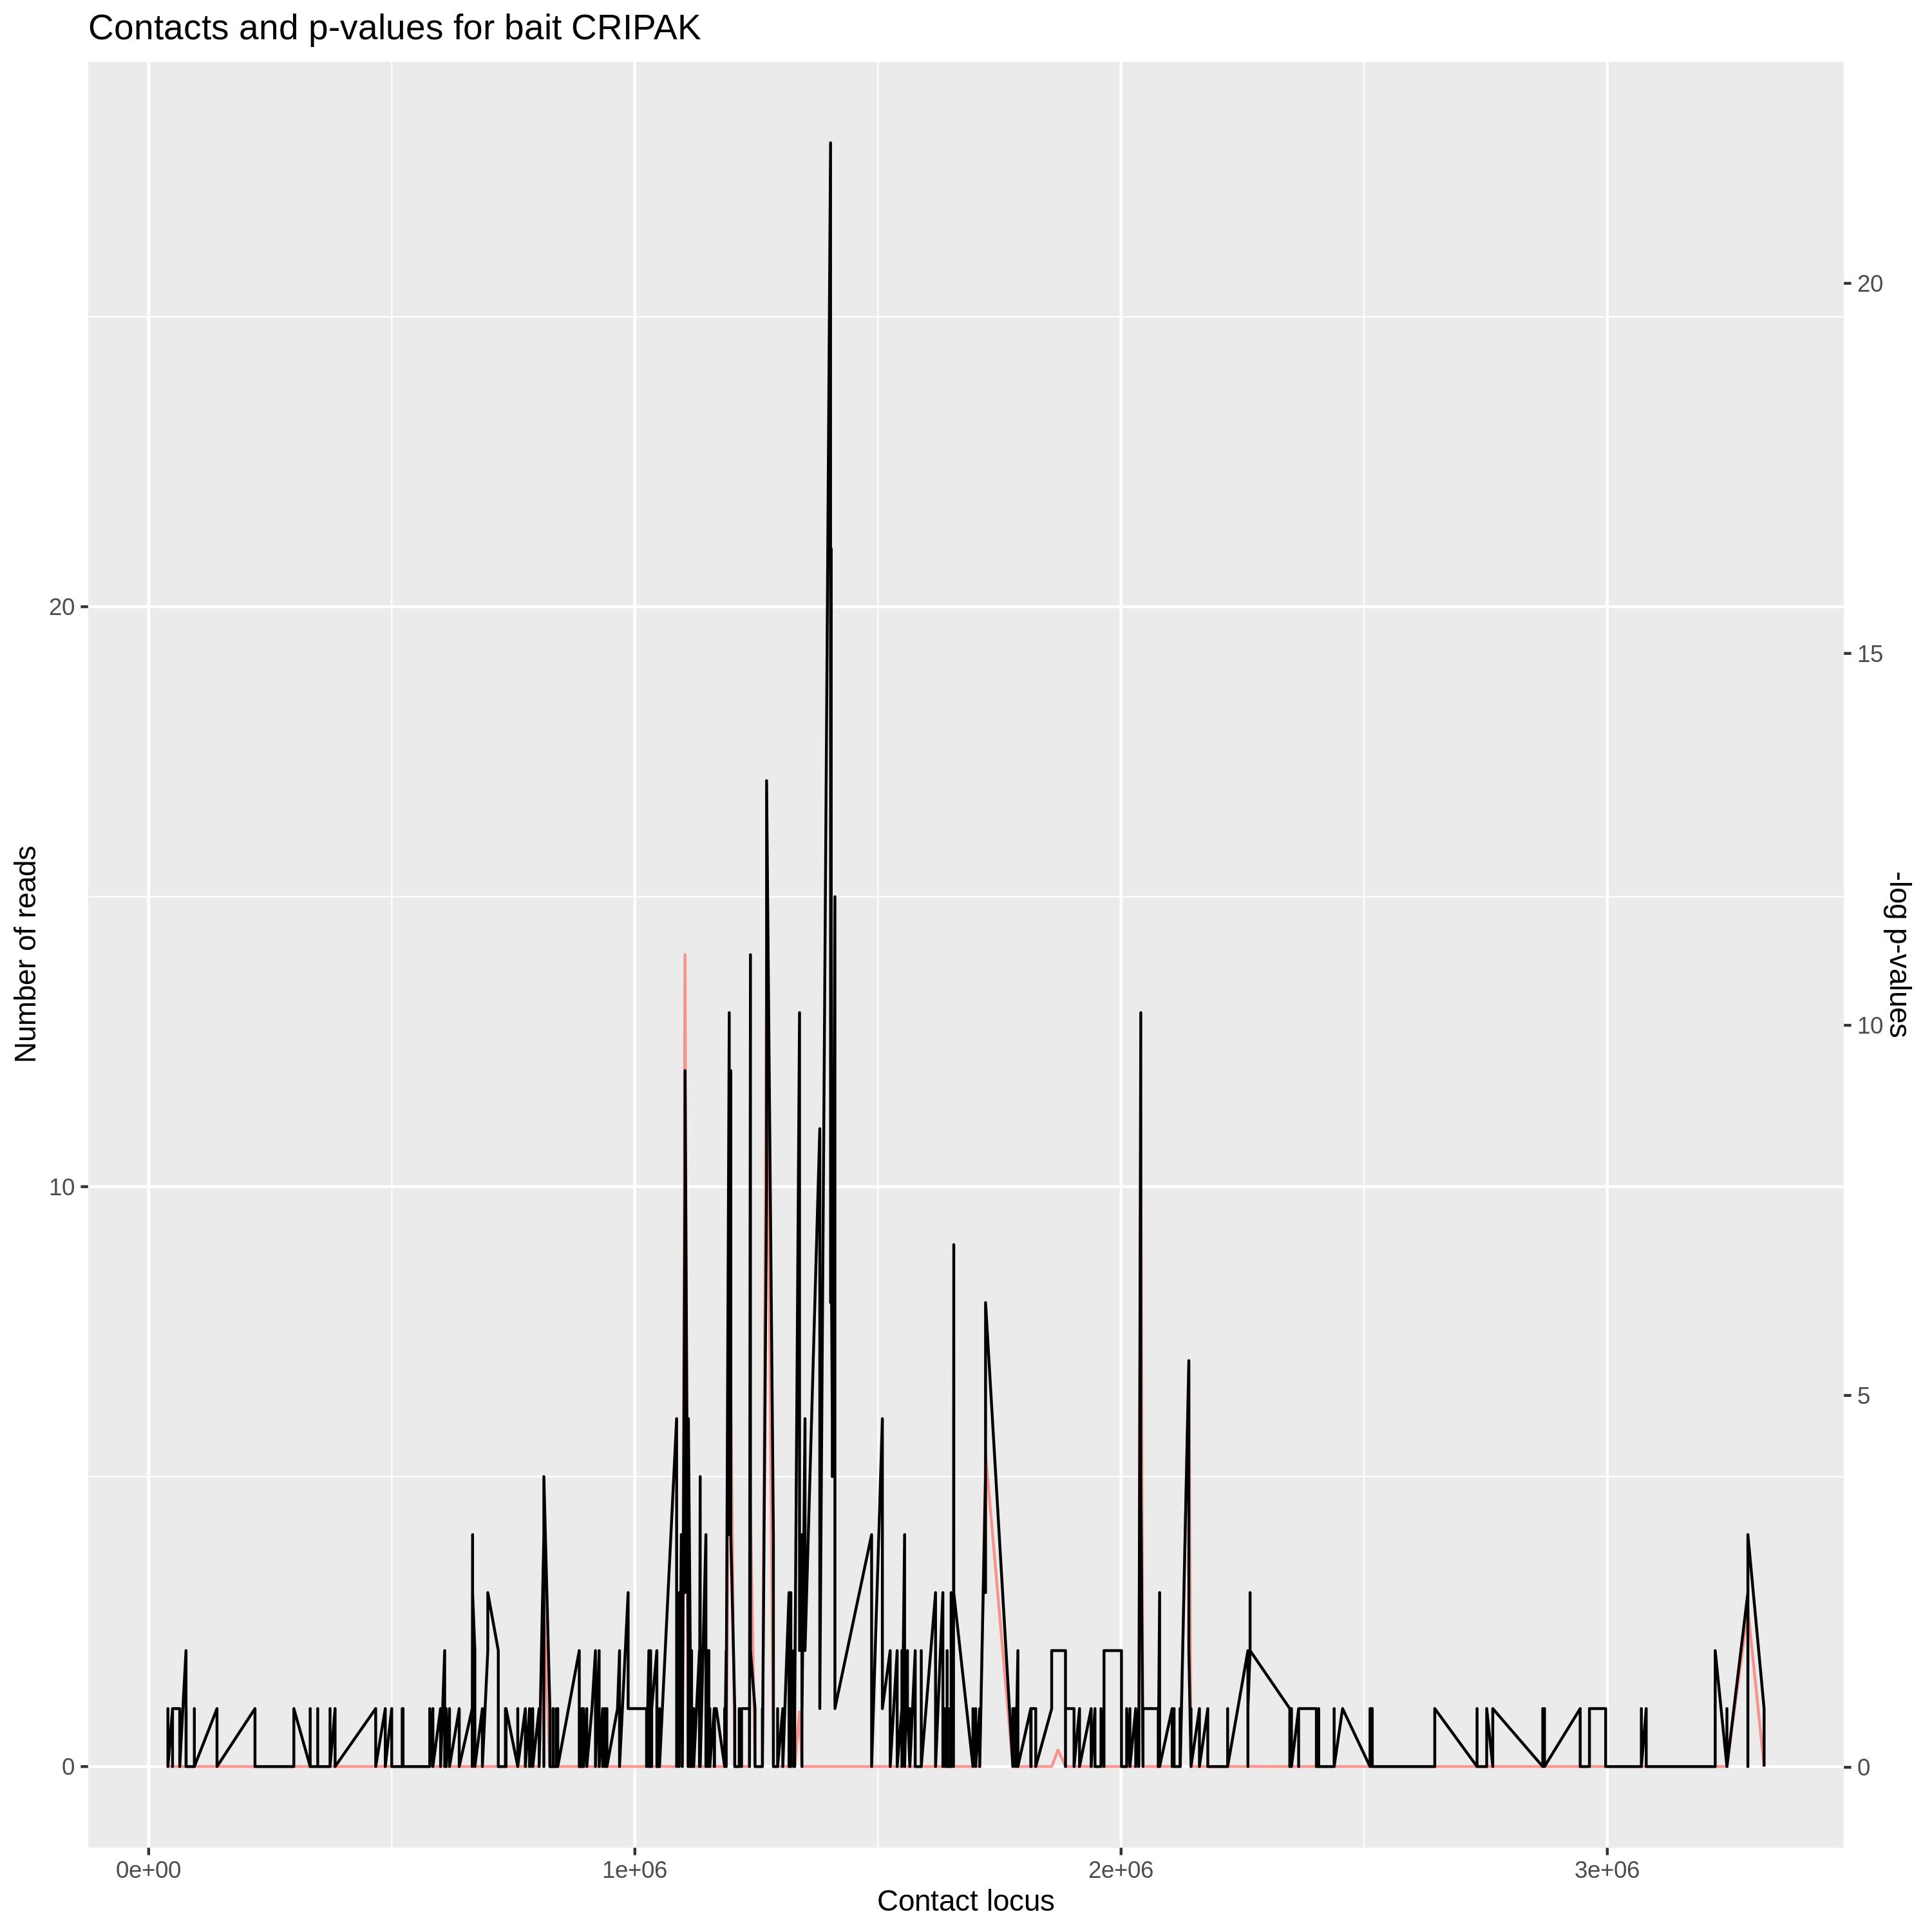 Contacts and p-values for bait CRIPAK
20
10
0
Number of reads
20
15
10
5
0
-log p-values
0e+00 1e+06 2e+06 3e+06
Contact locus